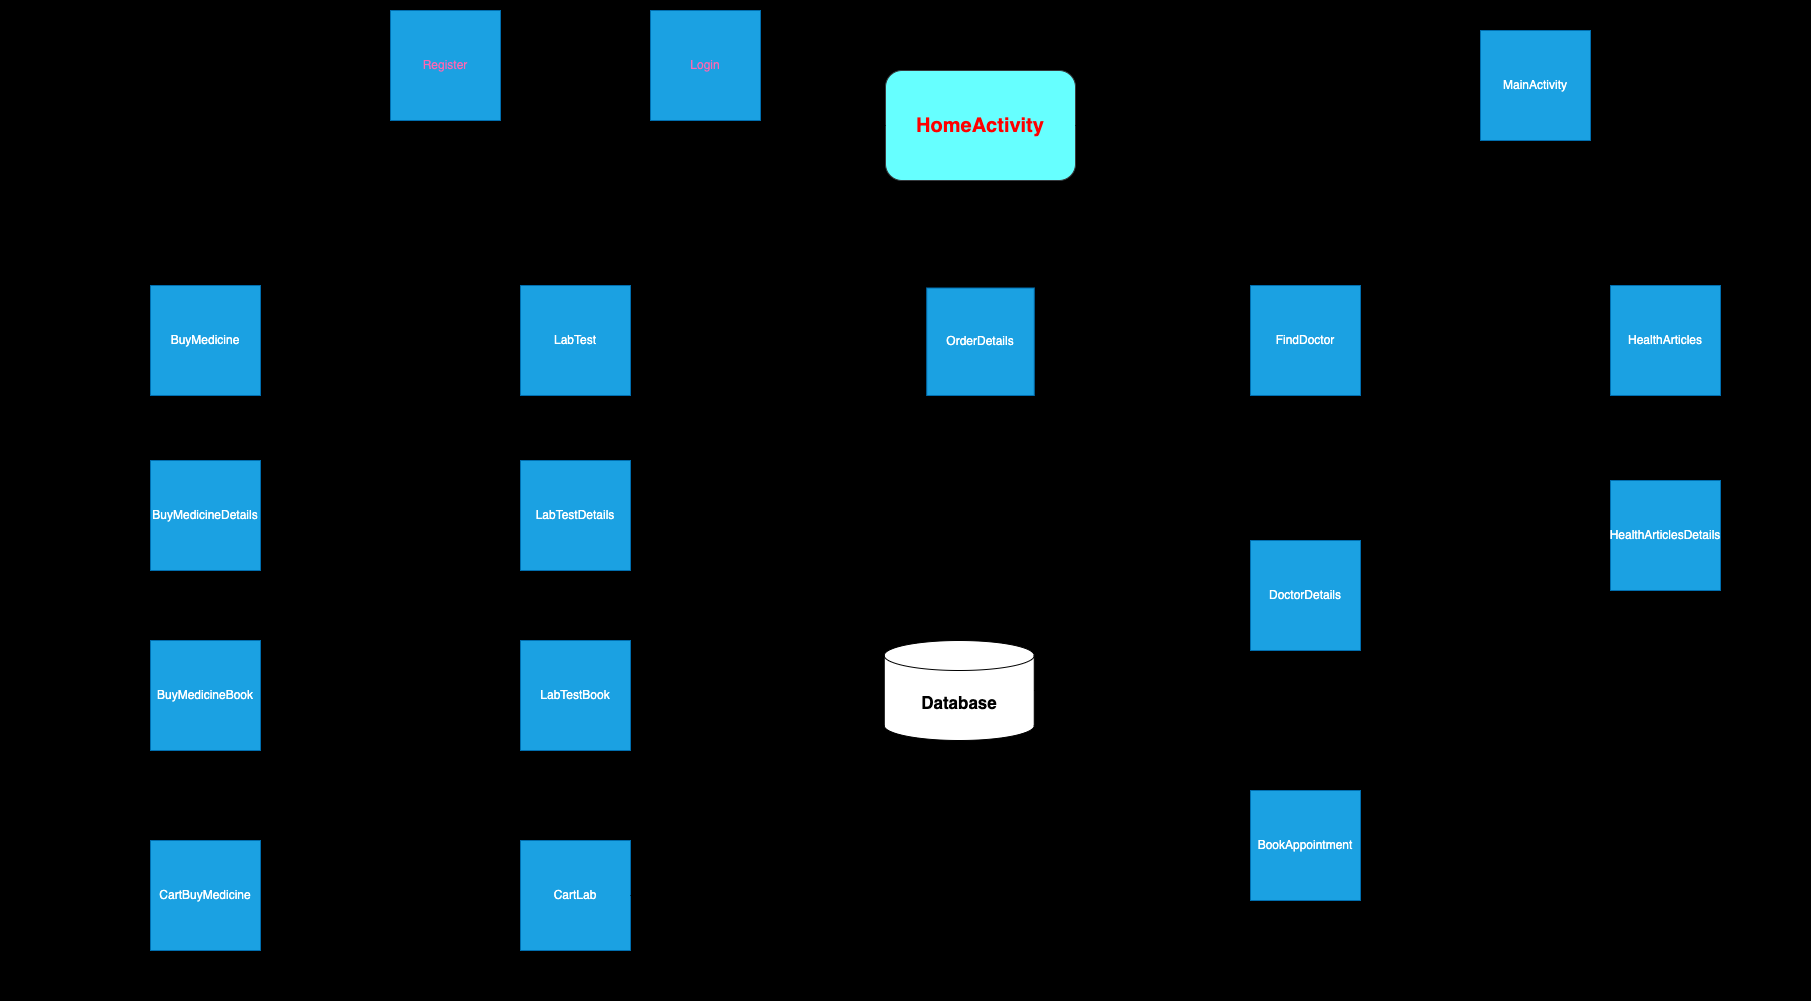 Register
Login
MainActivity
HomeActivity
BuyMedicine
LabTest
OrderDetails
FindDoctor
HealthArticles
BuyMedicineDetails
LabTestDetails
HealthArticlesDetails
DoctorDetails
BuyMedicineBook
LabTestBook
Database
BookAppointment
CartBuyMedicine
CartLab